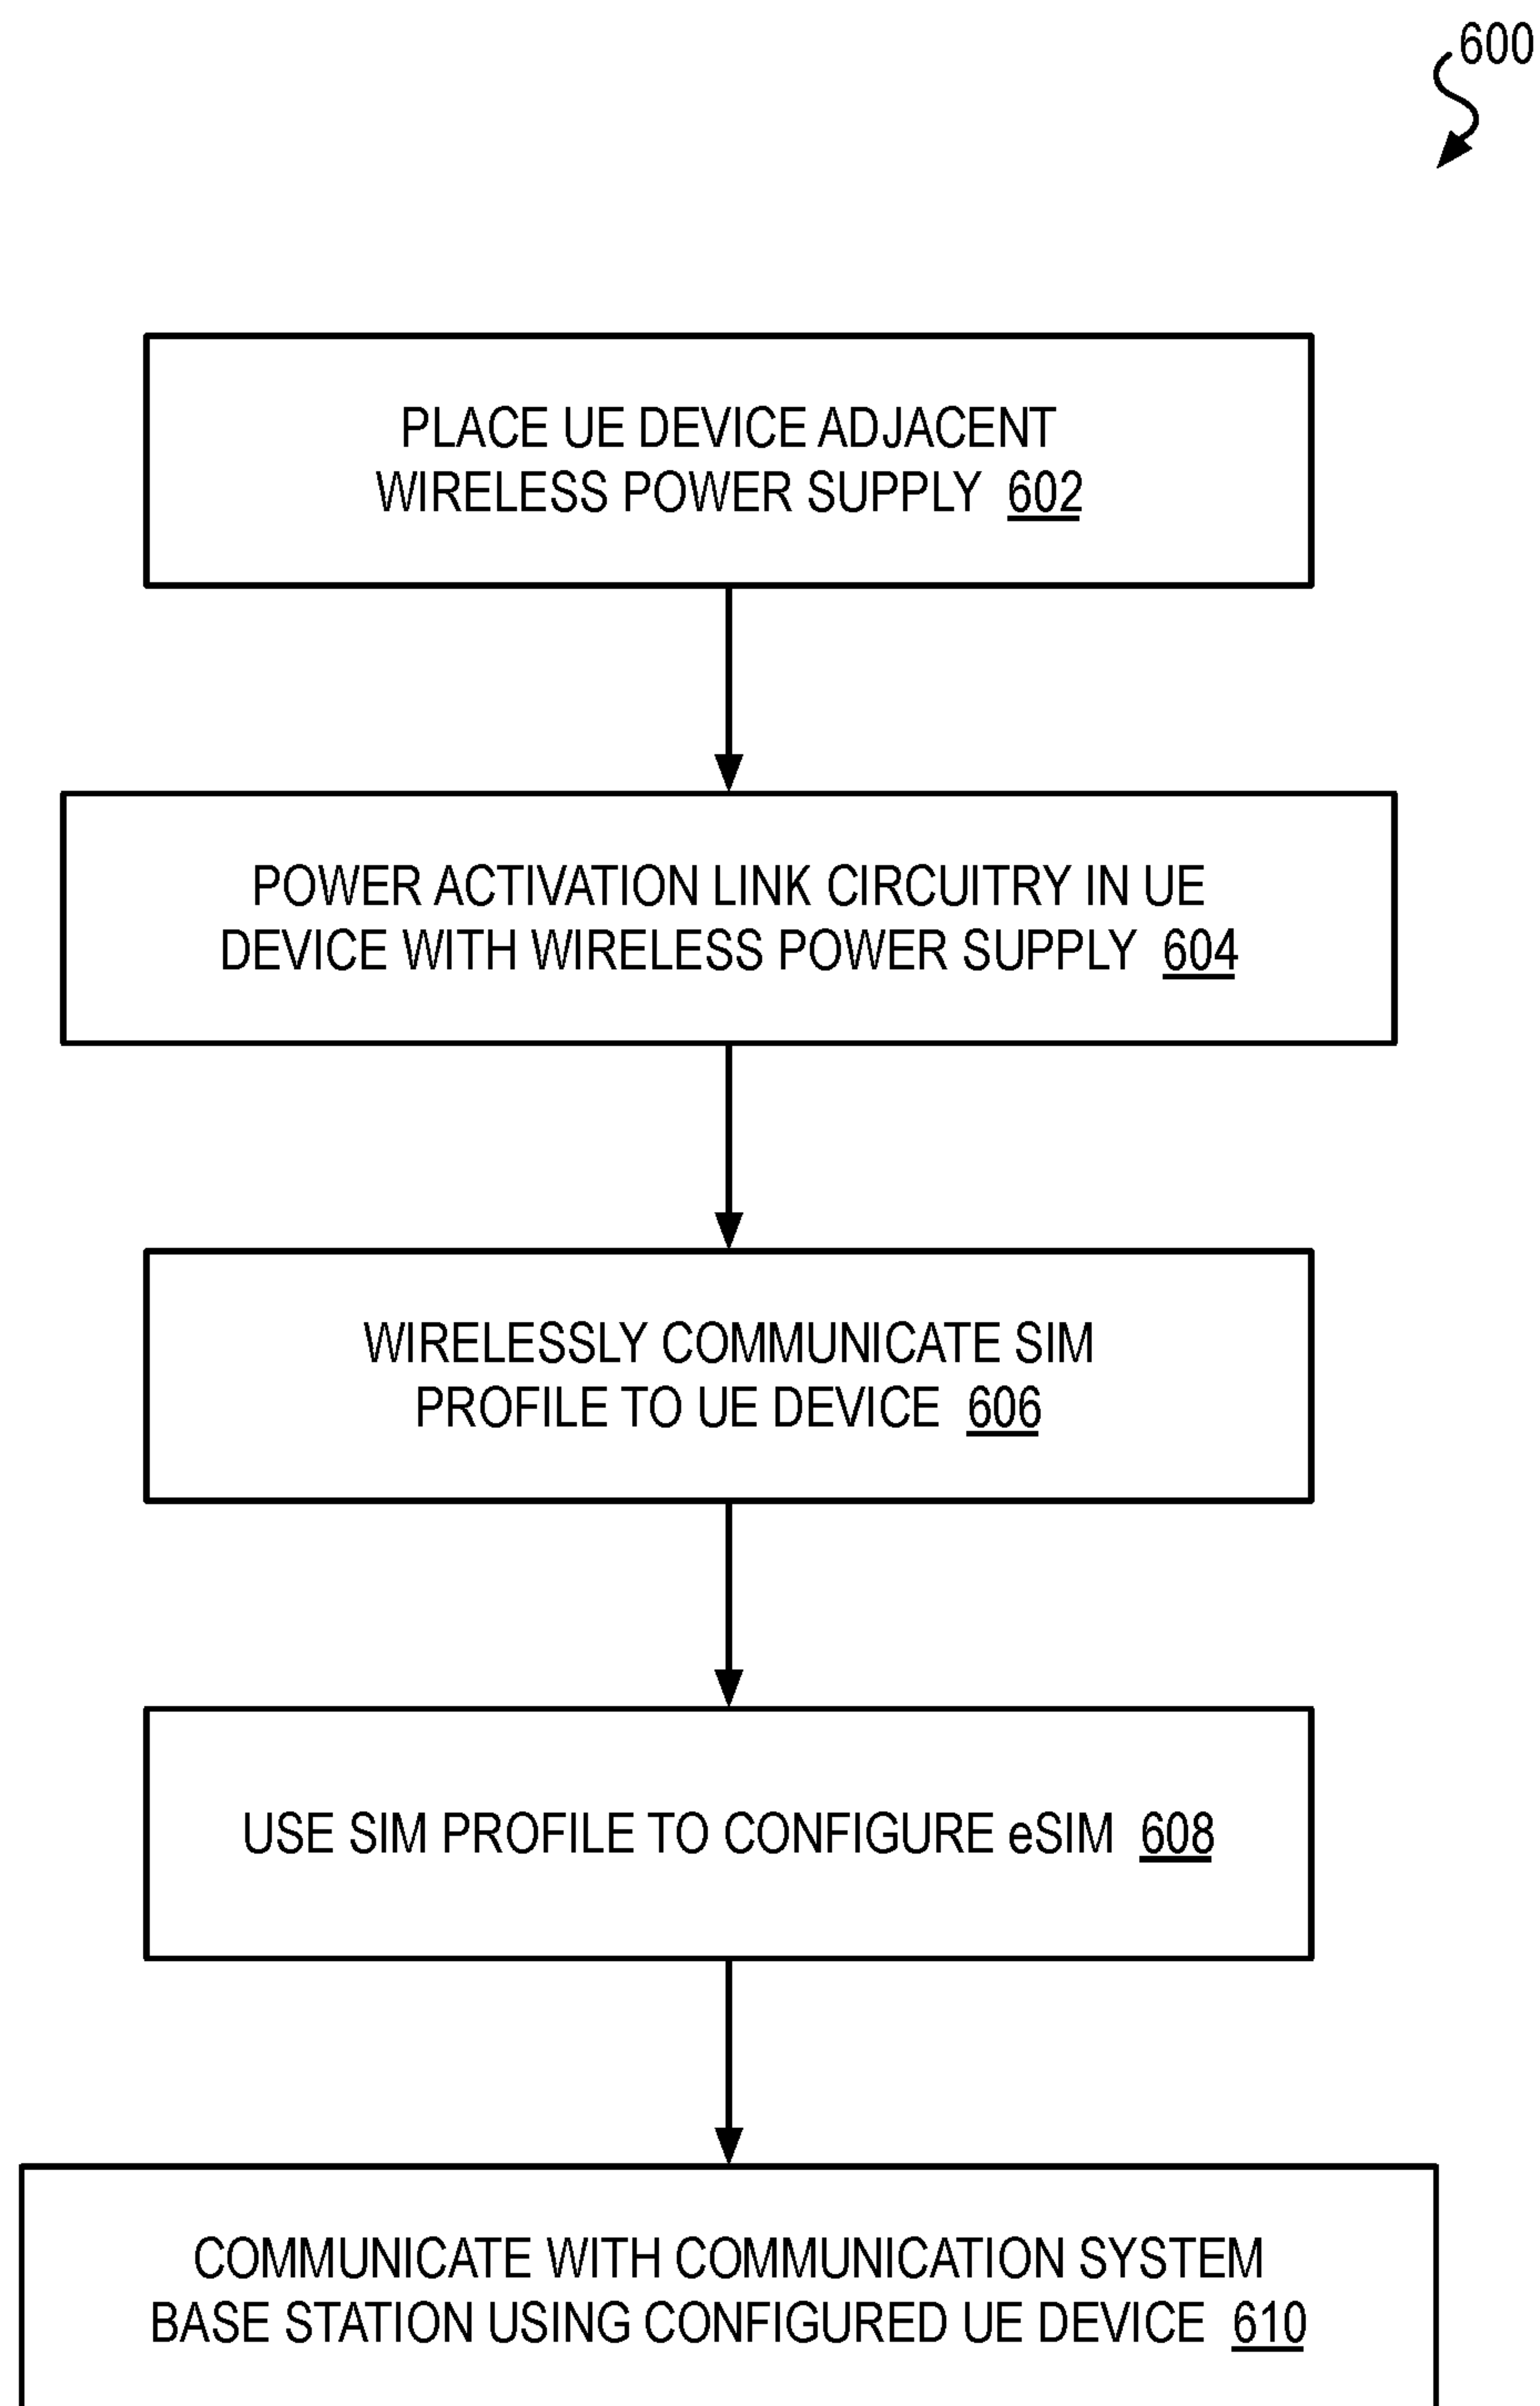 600
PLACE UE DEVICE ADJACENT
WIRELESS POWER SUPPLY 602
POWER ACTIVATION LINK CIRCUITRY IN UE
DEVICE WITH WIRELESS POWER SUPPLY 604
WIRELESSLY COMMUNICATE SIM
PROFILE TO UE DEVICE 606
USE SIM PROFILE TO CONFIGURE eSIM 608
COMMUNICATE WITH COMMUNICATION SYSTEM
BASE STATION USING CONFIGURED UE DEVICE 610